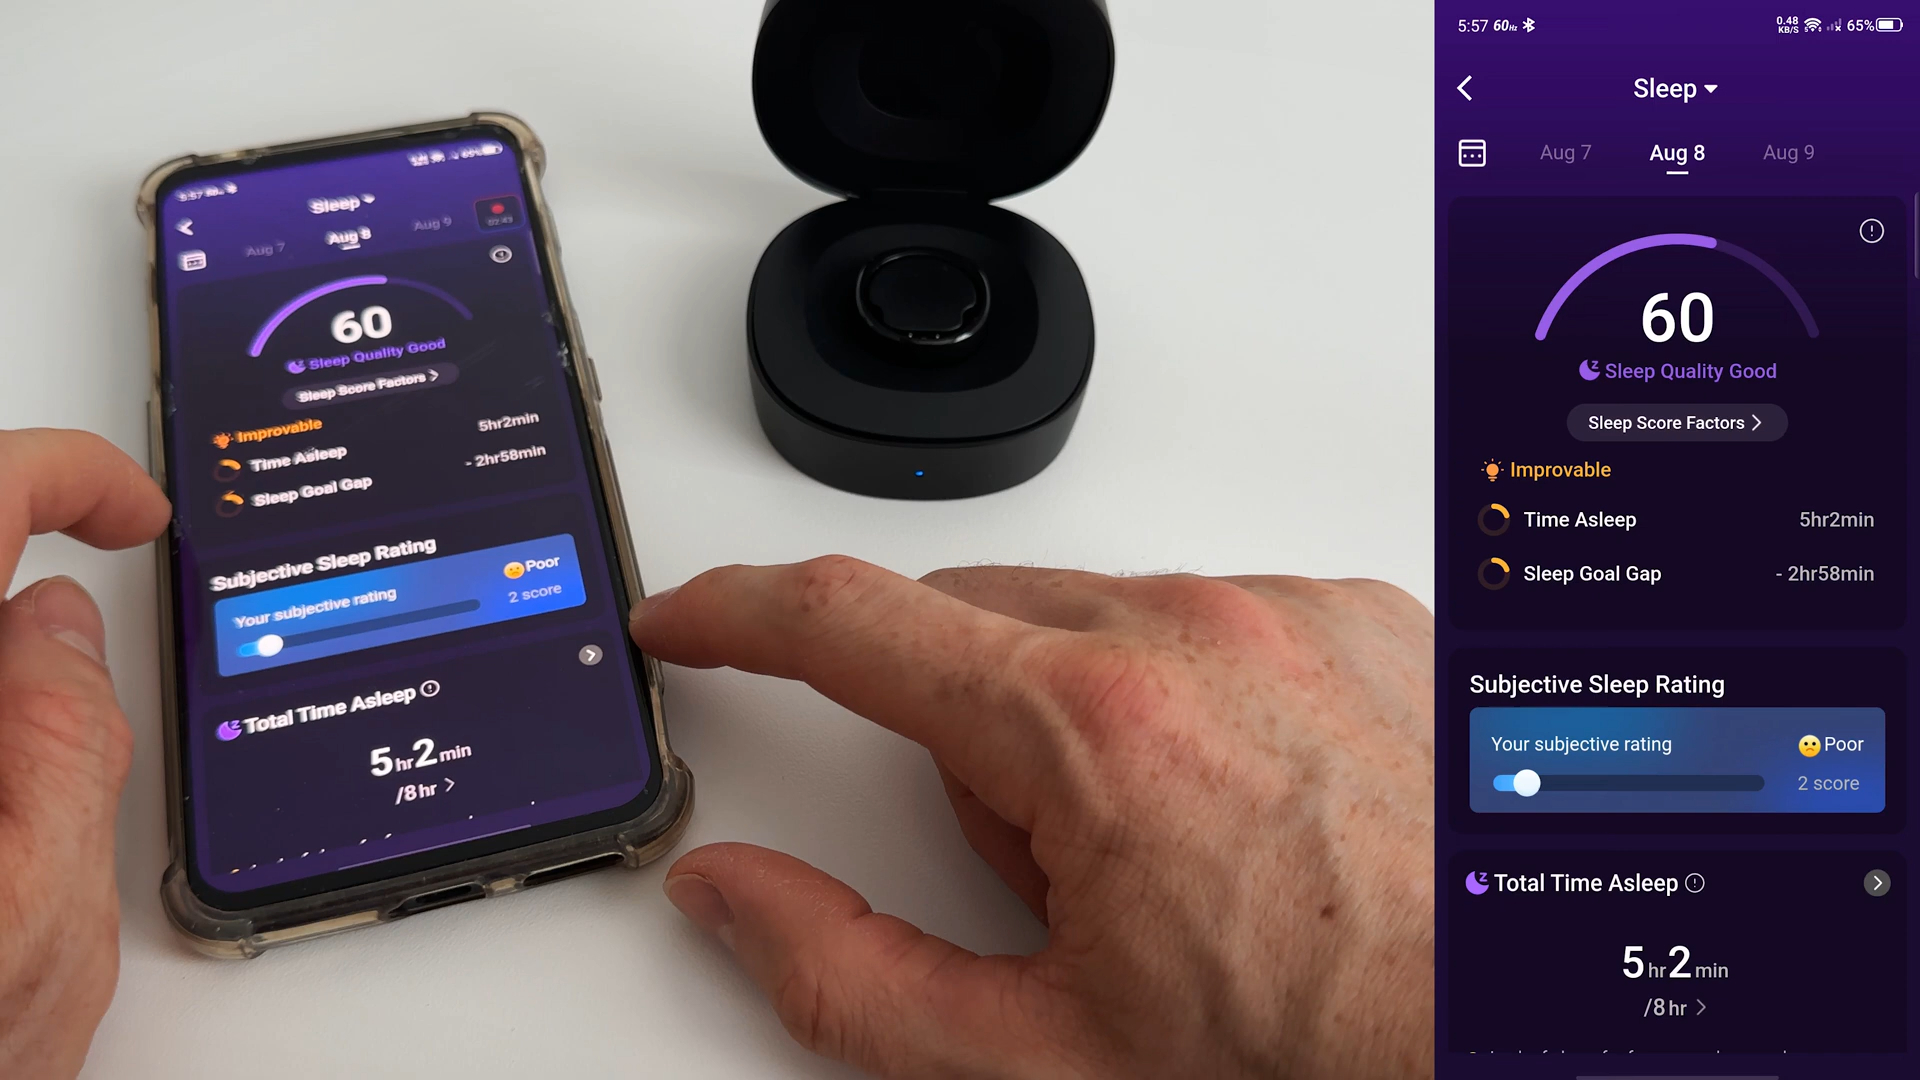 5:57
Sleep
Aug 7
Aug 8
Aug 9
02:43
60
Sleep Quality Good
Sleep Score Factors >
Improvable
Time Asleep
5hr2min
Sleep Goal Gap
- 2hr58min
Subjective Sleep Rating
Your subjective rating
Poor
2 score
Total Time Asleep
5hr2min
/8hr >
5:57 60Hz
0.48
KB/S
65%
Sleep
Aug 7
Aug 8
Aug 9
60
Sleep Quality Good
Sleep Score Factors >
Improvable
Time Asleep 5hr2min
Sleep Goal Gap - 2hr58min
Subjective Sleep Rating
Your subjective rating
Poor
2 score
Total Time Asleep
5hr2min
/8hr >